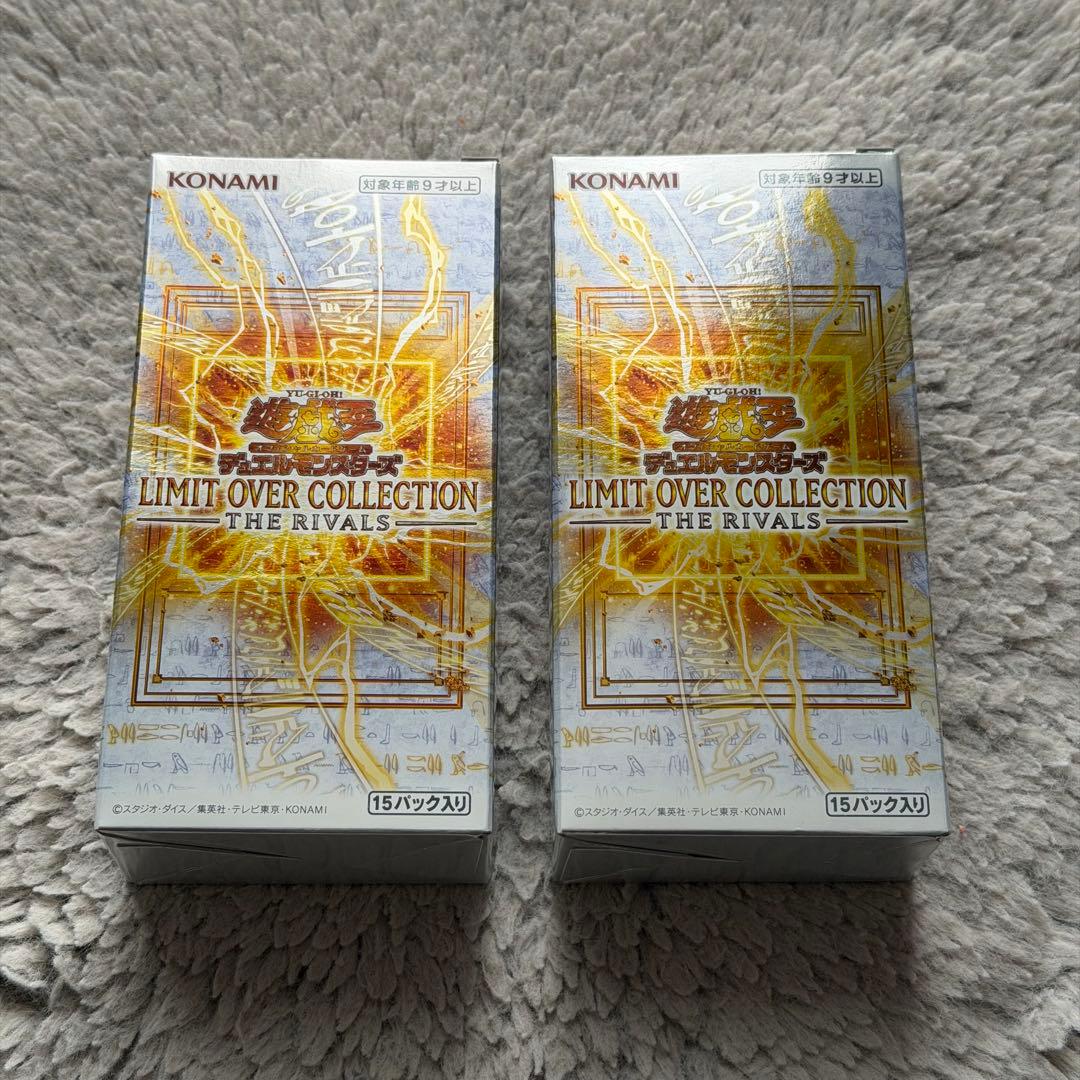 KONAMI
対象年齢9才以上
YU-GI-OH!
遊戯王
デュエルモンスターズ
LIMIT OVER COLLECTION
THE RIVALS
©スタジオ・ダイス/集英社・テレビ東京・KONAMI
15パック入り
KONAMI
対象年齢9才以上
YU-GI-OH!
遊戯王
デュエルモンスターズ
LIMIT OVER COLLECTION
THE RIVALS
©スタジオ・ダイス/集英社・テレビ東京・KONAMI
15パック入り